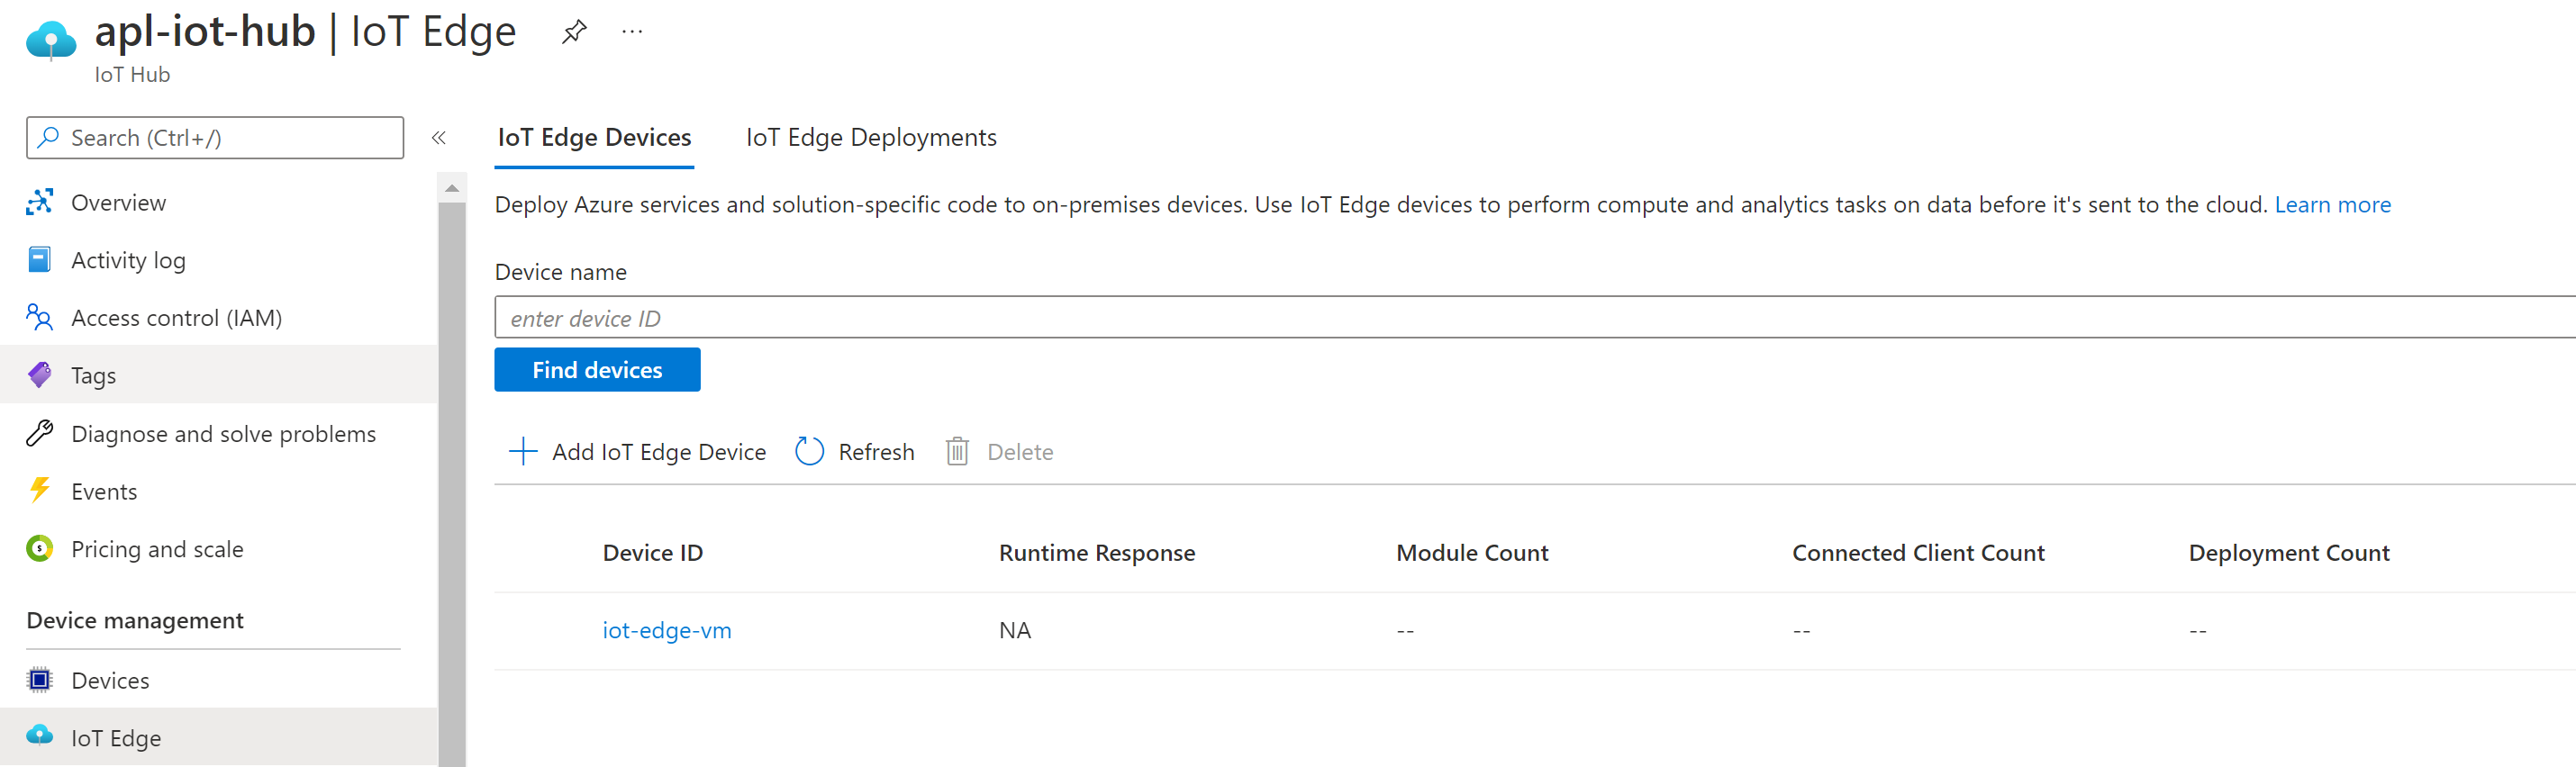 apl-iot-hub | IoT Edge
...
IoT Hub
Search (Ctrl+/)
«
Overview
Activity log
Access control (IAM)
Tags
Diagnose and solve problems
Events
Pricing and scale
Device management
Devices
IoT Edge
IoT Edge Devices IoT Edge Deployments
Deploy Azure services and solution-specific code to on-premises devices. Use IoT Edge devices to perform compute and analytics tasks on data before it's sent to the cloud. Learn more
Device name
enter device ID
Find devices
Add IoT Edge Device Refresh Delete
Device ID Runtime Response Module Count Connected Client Count Deployment Count
iot-edge-vm NA -- -- --